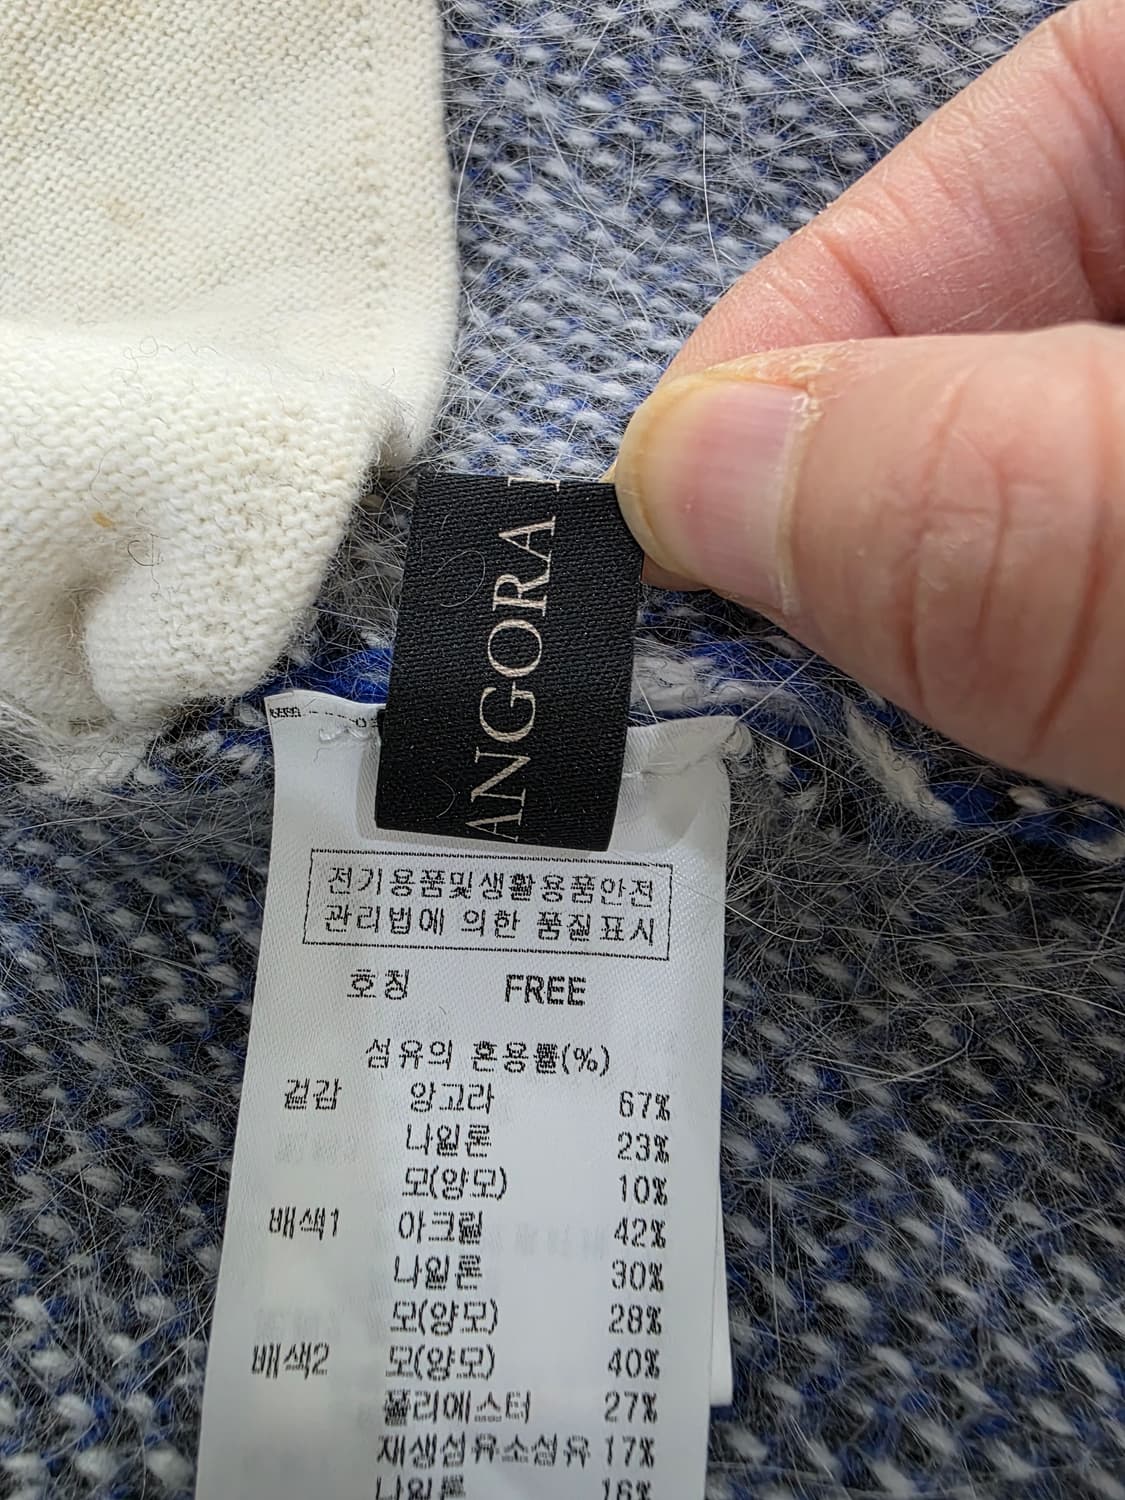 ANGORA
전기용품및생활용품안전
관리법에 의한 품질표시
호칭 FREE
섬유의 혼용률(%)
겉감 앙고라 67%
나일론 23%
모(양모) 10%
배색1 아크릴 42%
나일론 30%
모(양모) 28%
배색2 모(양모) 40%
폴리에스터 27%
재생섬유소섬유 17%
나일론 16%